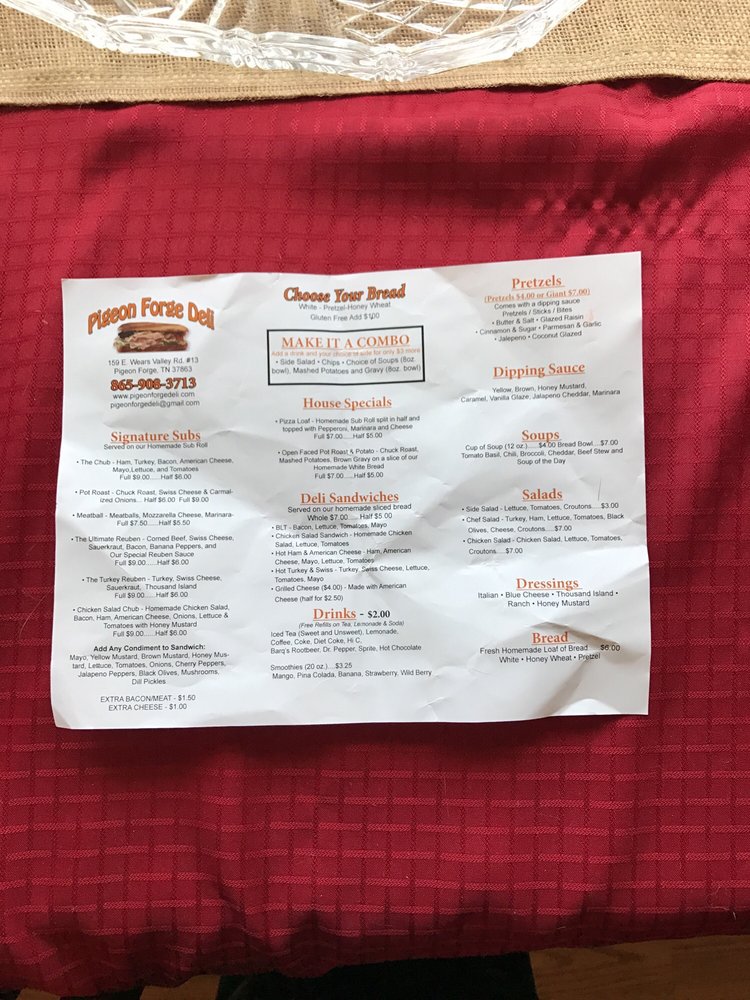 Pigeon Forge Deli
159 E. Wears Valley Rd. #13
Pigeon Forge, TN 37863
865-908-3713
www.pigeonforgedeli.com
pigeonforgedeli@gmail.com
Signature Subs
Served on our Homemade Sub Roll
• The Chub - Ham, Turkey, Bacon, American Cheese,
Mayo,Lettuce, and Tomatoes
Full $9.00......Half $6.00
• Pot Roast - Chuck Roast, Swiss Cheese & Carmal-
ized Onions... Half $6.00 Full $9.00
• Meatball - Meatballs, Mozzarella Cheese, Marinara-
Full $7.50......Half $5.50
• The Ultimate Reuben - Corned Beef, Swiss Cheese,
Sauerkraut, Bacon, Banana Peppers, and
Our Special Reuben Sauce
Full $9.00......Half $6.00
• The Turkey Reuben - Turkey, Swiss Cheese,
Sauerkraut, Thousand Island
Full $9.00......Half $6.00
• Chicken Salad Chub - Homemade Chicken Salad,
Bacon, Ham, American Cheese, Onions, Lettuce &
Tomatoes with Honey Mustard
Full $9.00......Half $6.00
Add Any Condiment to Sandwich:
Mayo, Yellow Mustard, Brown Mustard, Honey Mus-
tard, Lettuce, Tomatoes, Onions, Cherry Peppers,
Jalapeno Peppers, Black Olives, Mushrooms,
Dill Pickles
EXTRA BACON/MEAT - $1.50
EXTRA CHEESE - $1.00
Choose Your Bread
White - Pretzel-Honey Wheat
Gluten Free Add $1.00
MAKE IT A COMBO
Add a drink and your choice of side for only $3 more
• Side Salad • Chips • Choice of Soups (8oz.
bowl), Mashed Potatoes and Gravy (8oz. bowl)
House Specials
• Pizza Loaf - Homemade Sub Roll split in half and
topped with Pepperoni, Marinara and Cheese
Full $7.00......Half $5.00
• Open Faced Pot Roast & Potato - Chuck Roast,
Mashed Potatoes, Brown Gravy on a slice of our
Homemade White Bread
Full $7.00......Half $5.00
Deli Sandwiches
Served on our homemade sliced bread
Whole $7.00......Half $5.00
• BLT - Bacon, Lettuce, Tomatoes, Mayo
• Chicken Salad Sandwich - Homemade Chicken
Salad, Lettuce, Tomatoes
• Hot Ham & American Cheese - Ham, American
Cheese, Mayo, Lettuce, Tomatoes
• Hot Turkey & Swiss - Turkey, Swiss Cheese, Lettuce,
Tomatoes, Mayo
• Grilled Cheese ($4.00) - Made with American
Cheese (half for $2.50)
Drinks - $2.00
(Free Refills on Tea, Lemonade & Soda)
Iced Tea (Sweet and Unsweet), Lemonade,
Coffee, Coke, Diet Coke, Hi C,
Barq's Rootbeer, Dr. Pepper, Sprite, Hot Chocolate
Smoothies (20 oz.)....$3.25
Mango, Pina Colada, Banana, Strawberry, Wild Berry
Pretzels
(Pretzels $4.00 or Giant $7.00)
Comes with a dipping sauce
Pretzels / Sticks / Bites
• Butter & Salt • Glazed Raisin
• Cinnamon & Sugar • Parmesan & Garlic
• Jalepeno • Coconut Glazed
Dipping Sauce
Yellow, Brown, Honey Mustard,
Caramel, Vanilla Glaze, Jalapeno Cheddar, Marinara
Soups
Cup of Soup (12 oz.)......$4.00 Bread Bowl....$7.00
Tomato Basil, Chili, Broccoli, Cheddar, Beef Stew and
Soup of the Day
Salads
• Side Salad - Lettuce, Tomatoes, Croutons....$3.00
• Chef Salad - Turkey, Ham, Lettuce, Tomatoes, Black
Olives, Cheese, Croutons....$7.00
• Chicken Salad - Chicken Salad, Lettuce, Tomatoes,
Croutons....$7.00
Dressings
Italian • Blue Cheese • Thousand Island •
Ranch • Honey Mustard
Bread
Fresh Homemade Loaf of Bread $6.00
White • Honey Wheat • Pretzel